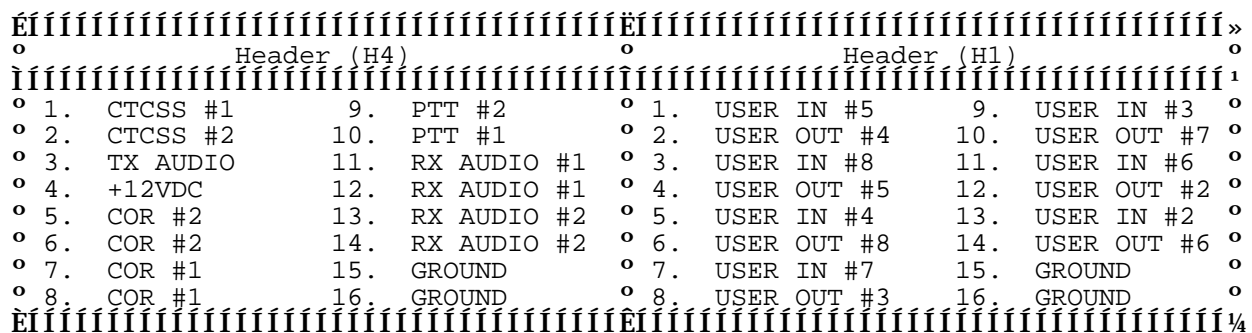 ÉÍÍÍÍÍÍÍÍÍÍÍÍÍÍÍÍÍÍÍÍÍÍÍÍÍÍÍÍÍÍÍÍÍÍÍËÍÍÍÍÍÍÍÍÍÍÍÍÍÍÍÍÍÍÍÍÍÍÍÍÍÍÍÍÍÍÍÍÍÍ»
º Header (H4) º Header (H1) º
ÌÍÍÍÍÍÍÍÍÍÍÍÍÍÍÍÍÍÍÍÍÍÍÍÍÍÍÍÍÍÍÍÍÍÍÍÎÍÍÍÍÍÍÍÍÍÍÍÍÍÍÍÍÍÍÍÍÍÍÍÍÍÍÍÍÍÍÍÍÍÍ¹
º 1. CTCSS #1 9. PTT #2 º 1. USER IN #5 9. USER IN #3 º
º 2. CTCSS #2 10. PTT #1 º 2. USER OUT #4 10. USER OUT #7 º
º 3. TX AUDIO 11. RX AUDIO #1 º 3. USER IN #8 11. USER IN #6 º
º 4. +12VDC 12. RX AUDIO #1 º 4. USER OUT #5 12. USER OUT #2 º
º 5. COR #2 13. RX AUDIO #2 º 5. USER IN #4 13. USER IN #2 º
º 6. COR #2 14. RX AUDIO #2 º 6. USER OUT #8 14. USER OUT #6 º
º 7. COR #1 15. GROUND º 7. USER IN #7 15. GROUND º
º 8. COR #1 16. GROUND º 8. USER OUT #3 16. GROUND º
ÈÍÍÍÍÍÍÍÍÍÍÍÍÍÍÍÍÍÍÍÍÍÍÍÍÍÍÍÍÍÍÍÍÍÍÍÊÍÍÍÍÍÍÍÍÍÍÍÍÍÍÍÍÍÍÍÍÍÍÍÍÍÍÍÍÍÍÍÍÍÍ¼